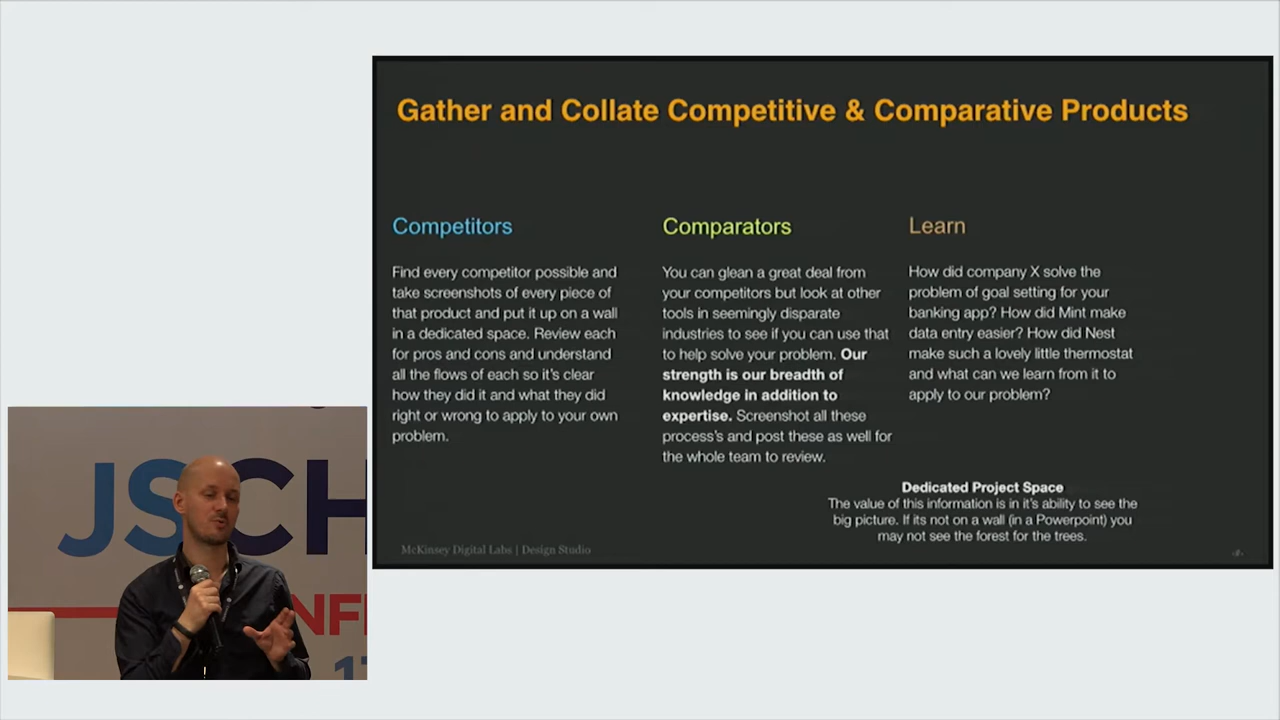 Gather and Collate Competitive & Comparative Products
Competitors
Find every competitor possible and
take screenshots of every piece of
that product and put it up on a wall
in a dedicated space. Review each
for pros and cons and understand
all the flows of each so it's clear
how they did it and what they did
right or wrong to apply to your own
problem.
Comparators
You can glean a great deal from
your competitors but look at other
tools in seemingly disparate
industries to see if you can use that
to help solve your problem. Our
strength is our breadth of
knowledge in addition to
expertise. Screenshot all these
process's and post these as well for
the whole team to review.
Learn
How did company X solve the
problem of goal setting for your
banking app? How did Mint make
data entry easier? How did Nest
make such a lovely little thermostat
and what can we learn from it to
apply to our problem?
Dedicated Project Space
The value of this information is in it's ability to see the
big picture. If its not on a wall (in a Powerpoint) you
may not see the forest for the trees.
McKinsey Digital Labs | Design Studio
JSCH
NF
17